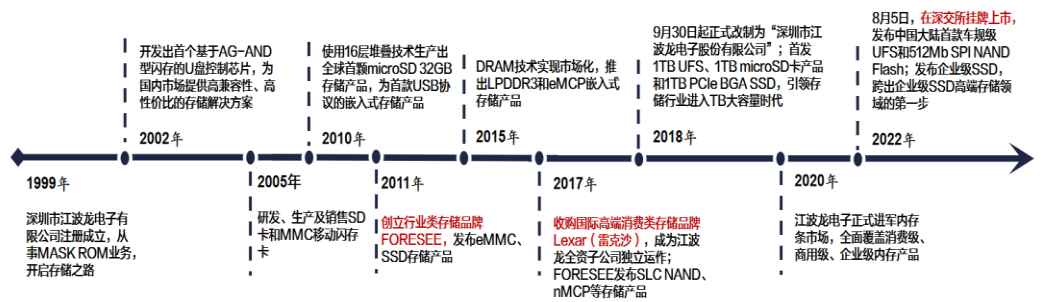 1999年
深圳市江波龙电子有
限公司注册成立，从
事MASK ROM业务，
开启存储之路
开发出首个基于AG-AND
型闪存的U盘控制芯片，为
国内市场提供高兼容性、高
性价比的存储解决方案
2002年
2005年
研发、生产及销售SD
卡和MMC移动闪存
卡
使用16层堆叠技术生产出
全球首颗microSD 32GB
存储产品，为首款USB协
议的嵌入式存储产品
2010年
2011年
创立行业类存储品牌
FORESEE，发布eMMC、
SSD存储产品
DRAM技术实现市场化，推
出LPDDR3和eMCP嵌入式
存储产品
2015年
2017年
收购国际高端消费类存储品牌
Lexar（雷克沙），成为江波
龙全资子公司独立运作；
FORESEE发布SLC NAND、
nMCP等存储产品
9月30日起正式改制为“深圳市江
波龙电子股份有限公司”；首发
1TB UFS、1TB microSD卡产品
和1TB PCIe BGA SSD，引领存
储行业进入TB大容量时代
2018年
2020年
江波龙电子正式进军内存
条市场，全面覆盖消费级、
商用级、企业级内存产品
8月5日，在深交所挂牌上市，
发布中国大陆首款车规级
UFS和512Mb SPI NAND
Flash；发布企业级SSD，
跨出企业级SSD高端存储领
域的第一步
2022年